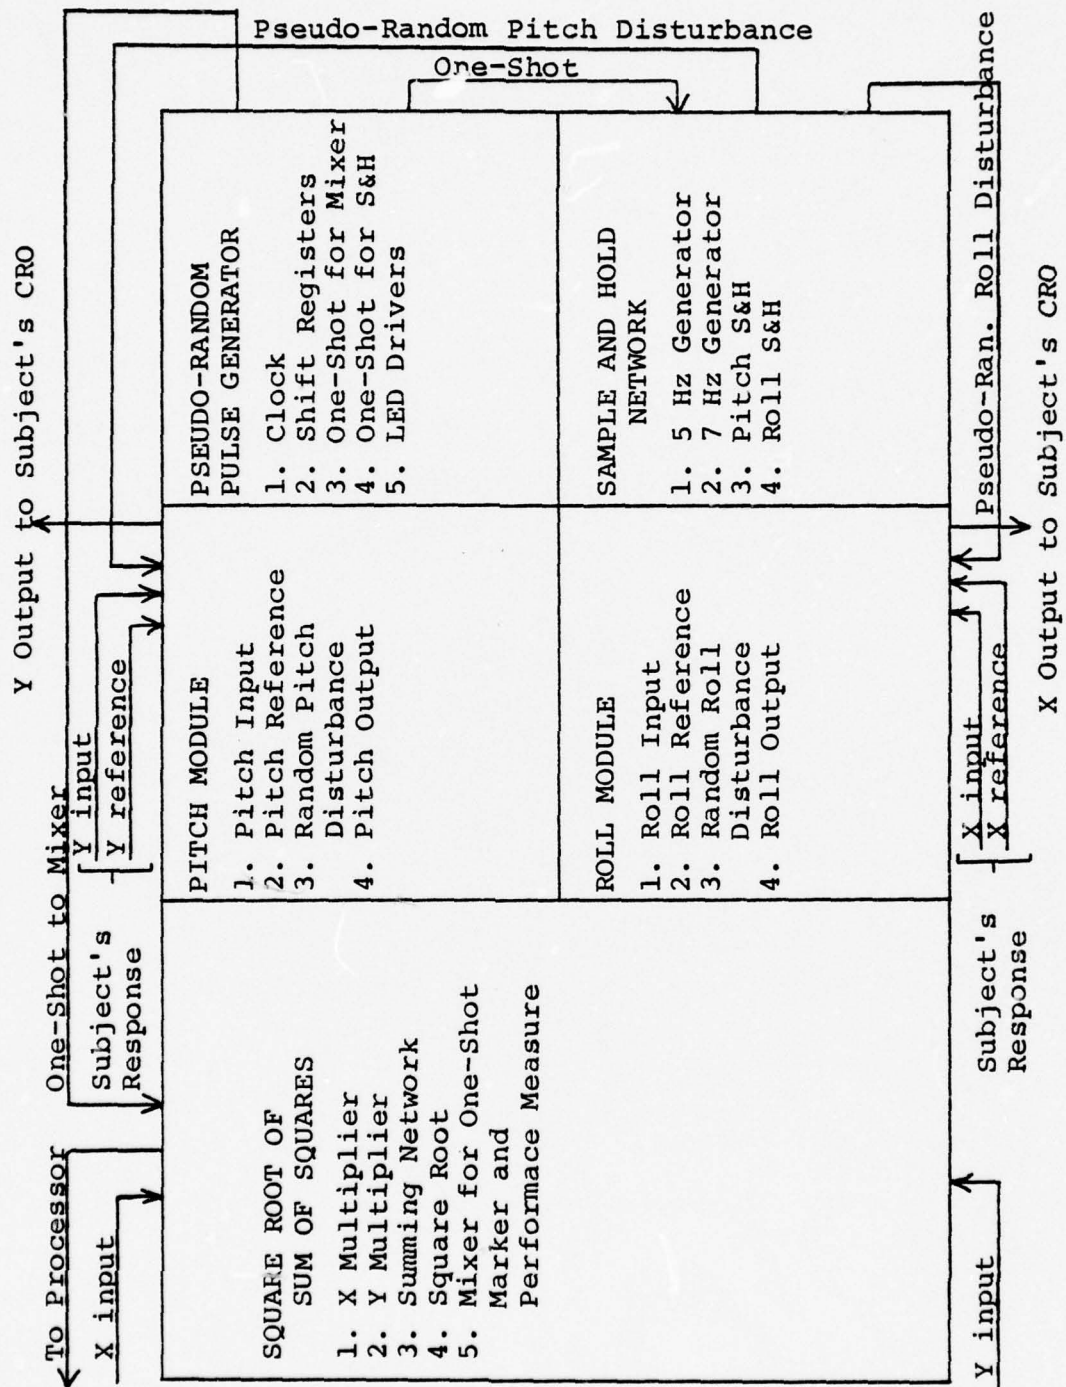 Y Output to Subject's CRO
To Processor
One-Shot to Mixer
X input
Subject's
Response
Y input
Y reference
Pseudo-Random Pitch Disturbance
One-Shot
SQUARE ROOT OF
SUM OF SQUARES
1. X Multiplier
2. Y Multiplier
3. Summing Network
4. Square Root
5. Mixer for One-Shot
Marker and
Performace Measure
PITCH MODULE
1. Pitch Input
2. Pitch Reference
3. Random Pitch
Disturbance
4. Pitch Output
PSEUDO-RANDOM
PULSE GENERATOR
1. Clock
2. Shift Registers
3. One-Shot for Mixer
4. One-Shot for S&H
5. LED Drivers
ROLL MODULE
1. Roll Input
2. Roll Reference
3. Random Roll
Disturbance
4. Roll Output
SAMPLE AND HOLD
NETWORK
1. 5 Hz Generator
2. 7 Hz Generator
3. Pitch S&H
4. Roll S&H
Y input
Subject's
Response
X input
X reference
Pseudo-Ran. Roll Disturbance
X Output to Subject's CRO